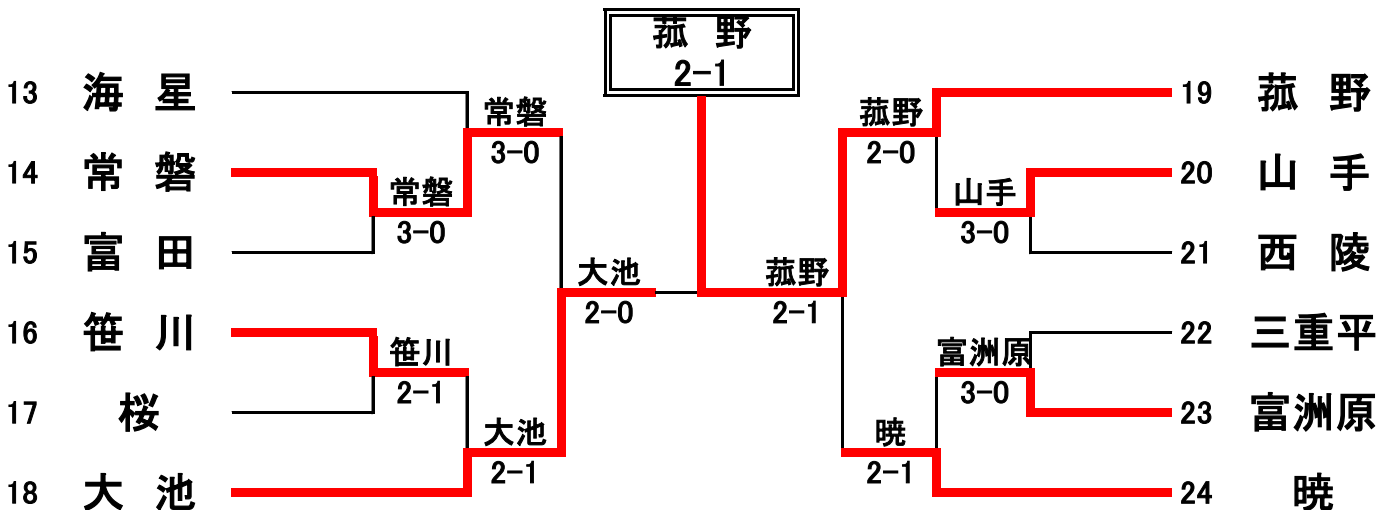 菰 野
2-1
13 海 星
14 常 磐
15 富 田
16 笹 川
17 桜
18 大 池
常磐
3-0
笹川
2-1
常磐
3-0
大池
2-1
大池
2-0
菰野
2-1
菰野
2-0
暁
2-1
山手
3-0
富洲原
3-0
19 菰 野
20 山 手
21 西 陵
22 三重平
23 富洲原
24 暁